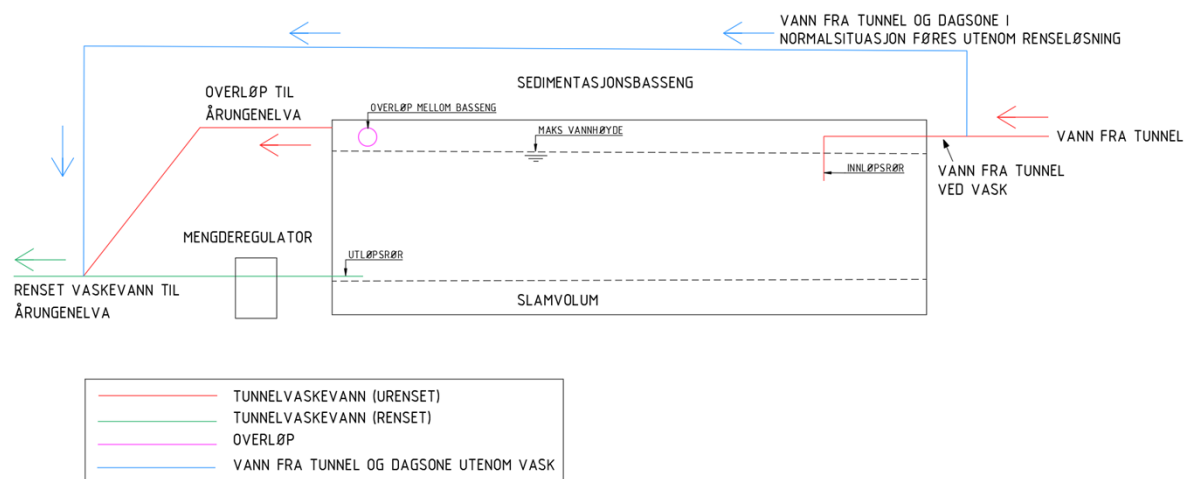 VANN FRA TUNNEL OG DAGSONE I
NORMALSITUASJON FØRES UTENOM RENSELØSNING
SEDIMENTASJONSBASSENG
OVERLØP TIL
ÅRUNGENELVA
OVERLØP MELLOM BASSENG
MAKS VANNHØYDE
VANN FRA TUNNEL
INNLØPSRØR
VANN FRA TUNNEL
VED VASK
MENGDEREGULATOR
UTLØPSRØR
RENSET VASKEVANN TIL
ÅRUNGENELVA
SLAMVOLUM
TUNNELVASKEVANN (URENSET)
TUNNELVASKEVANN (RENSET)
OVERLØP
VANN FRA TUNNEL OG DAGSONE UTENOM VASK